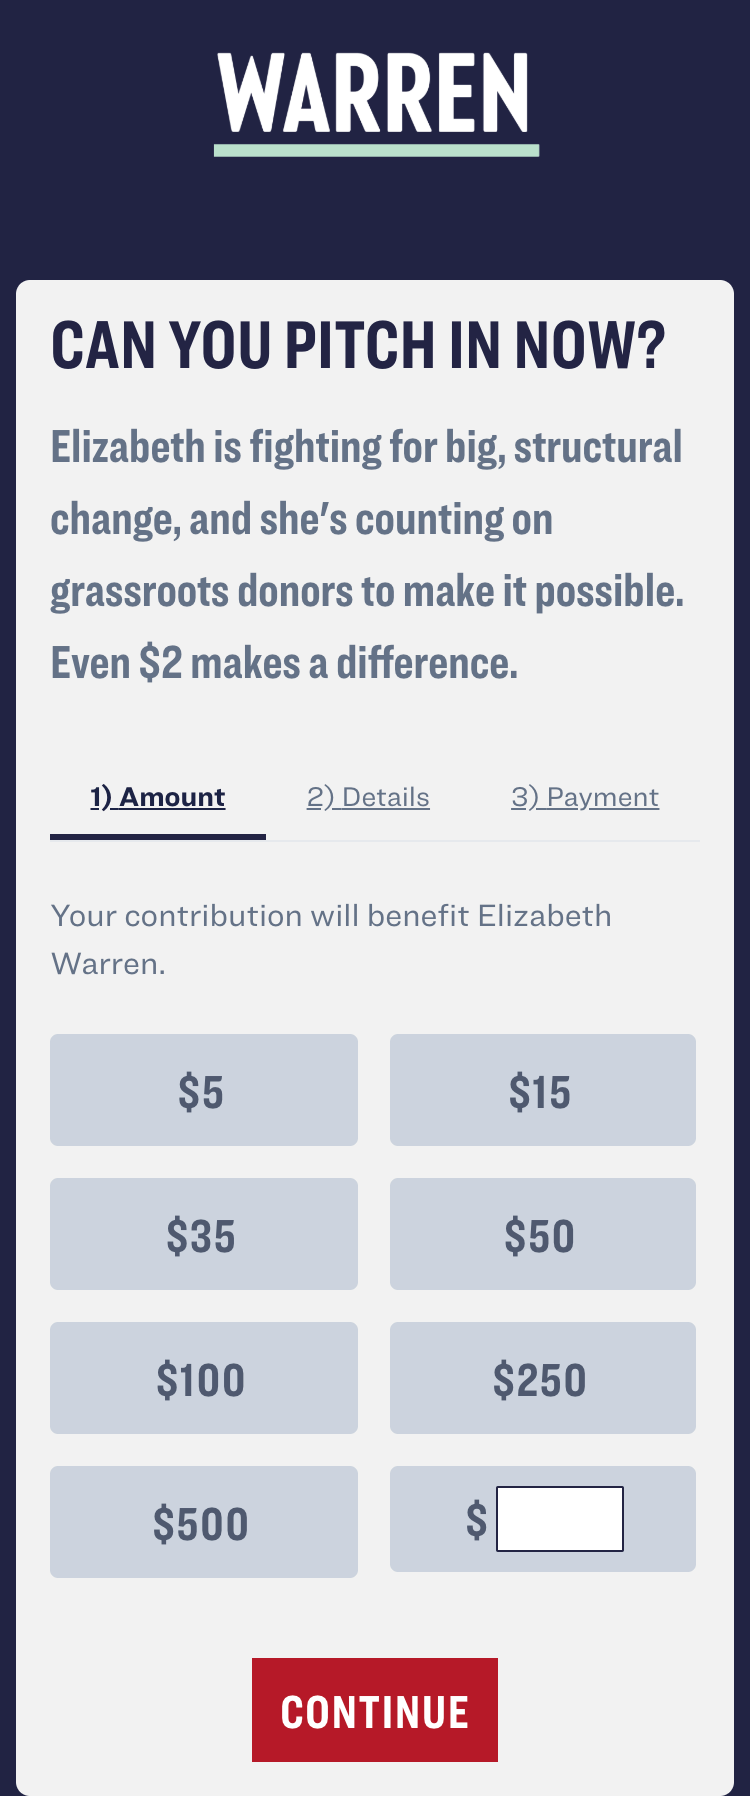 WARREN
CAN YOU PITCH IN NOW?
Elizabeth is fighting for big, structural
change, and she's counting on
grassroots donors to make it possible.
Even $2 makes a difference.
1) Amount 2) Details 3) Payment
Your contribution will benefit Elizabeth
Warren.
$5 $15
$35 $50
$100 $250
$500 $
CONTINUE